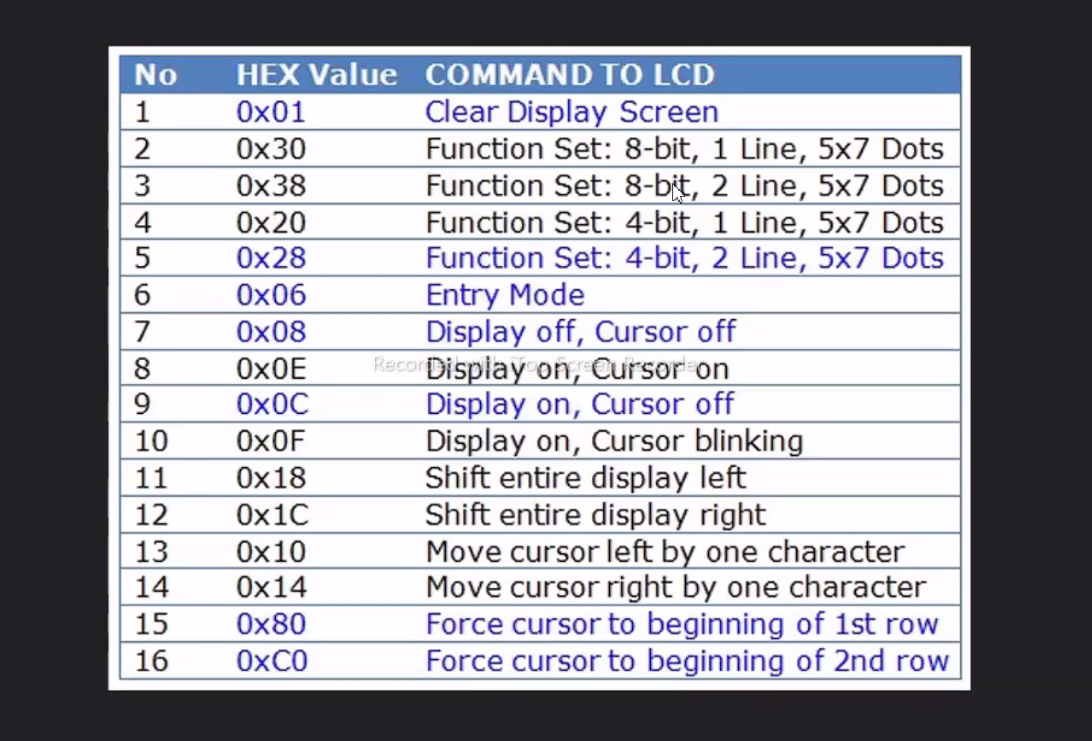 No HEX Value COMMAND TO LCD
1 0x01 Clear Display Screen
2 0x30 Function Set: 8-bit, 1 Line, 5x7 Dots
3 0x38 Function Set: 8-bit, 2 Line, 5x7 Dots
4 0x20 Function Set: 4-bit, 1 Line, 5x7 Dots
5 0x28 Function Set: 4-bit, 2 Line, 5x7 Dots
6 0x06 Entry Mode
7 0x08 Display off, Cursor off
Recorded with iTop Screen Recorder
8 0x0E Display on, Cursor on
9 0x0C Display on, Cursor off
10 0x0F Display on, Cursor blinking
11 0x18 Shift entire display left
12 0x1C Shift entire display right
13 0x10 Move cursor left by one character
14 0x14 Move cursor right by one character
15 0x80 Force cursor to beginning of 1st row
16 0xC0 Force cursor to beginning of 2nd row